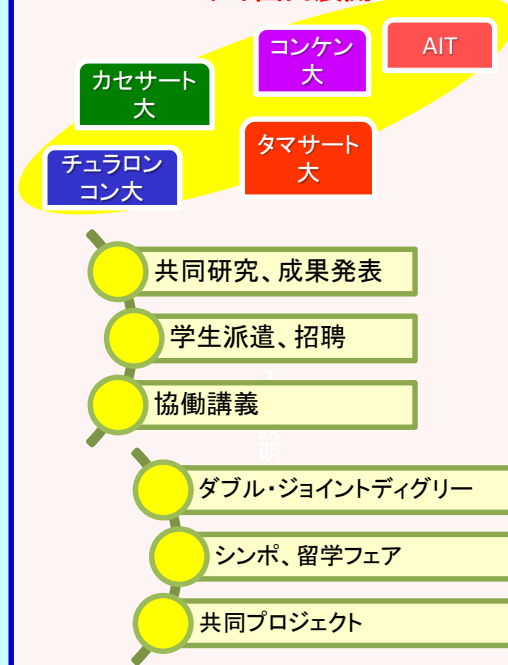 コンケン
大
AIT
カセサート
大
タマサート
大
チュラロン
コン大
共同研究、成果発表
学生派遣、招聘
協働講義
説明
ダブル・ジョイントディグリー
シンポ、留学フェア
共同プロジェクト